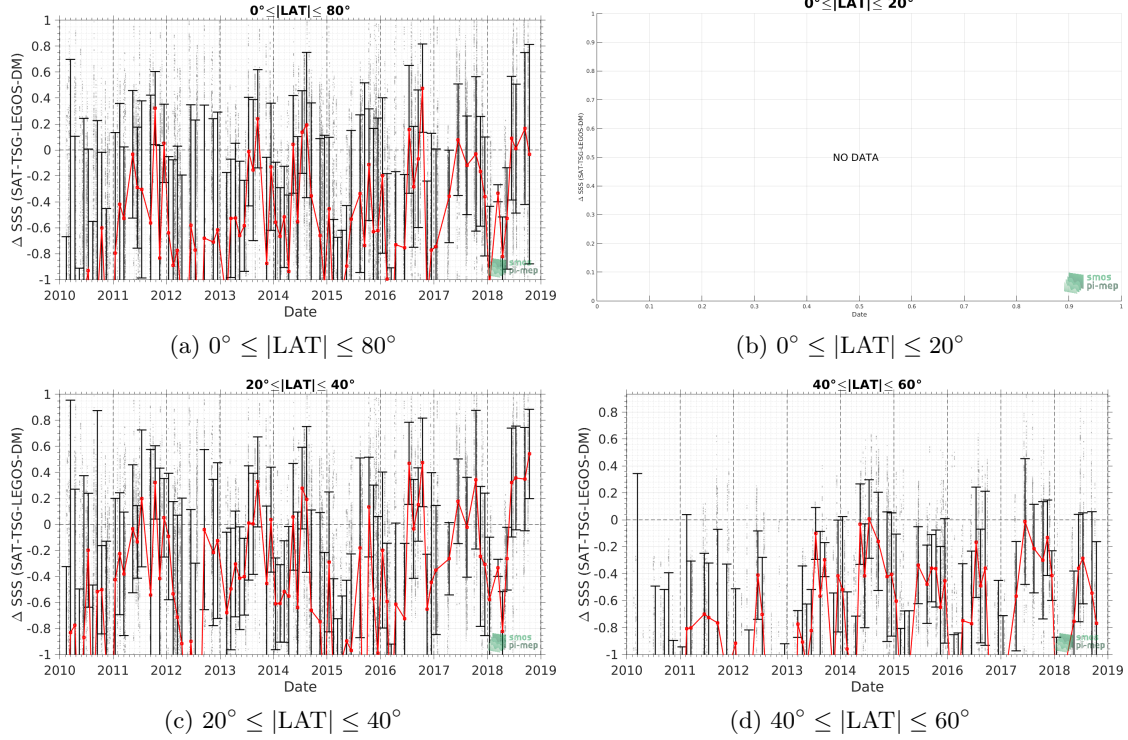 0°≤|LAT|≤ 80°
Δ SSS (SAT-TSG-LEGOS-DM)
1
0.8
0.6
0.4
0.2
0
-0.2
-0.4
-0.6
-0.8
-1
2010 2011 2012 2013 2014 2015 2016 2017 2018 2019
Date
smos
pi-mep
(a) 0° ≤ |LAT| ≤ 80°
0°≤|LAT|≤ 20°
Δ SSS (SAT-TSG-LEGOS-DM)
1
0.9
0.8
0.7
0.6
0.5
0.4
0.3
0.2
0.1
0
NO DATA
0 0.1 0.2 0.3 0.4 0.5 0.6 0.7 0.8 0.9 1
Date
smos
pi-mep
(b) 0° ≤ |LAT| ≤ 20°
20°≤|LAT|≤ 40°
Δ SSS (SAT-TSG-LEGOS-DM)
1
0.8
0.6
0.4
0.2
0
-0.2
-0.4
-0.6
-0.8
-1
2010 2011 2012 2013 2014 2015 2016 2017 2018 2019
Date
smos
pi-mep
(c) 20° ≤ |LAT| ≤ 40°
40°≤|LAT|≤ 60°
Δ SSS (SAT-TSG-LEGOS-DM)
0.8
0.6
0.4
0.2
0
-0.2
-0.4
-0.6
-0.8
-1
2010 2011 2012 2013 2014 2015 2016 2017 2018 2019
Date
smos
pi-mep
(d) 40° ≤ |LAT| ≤ 60°